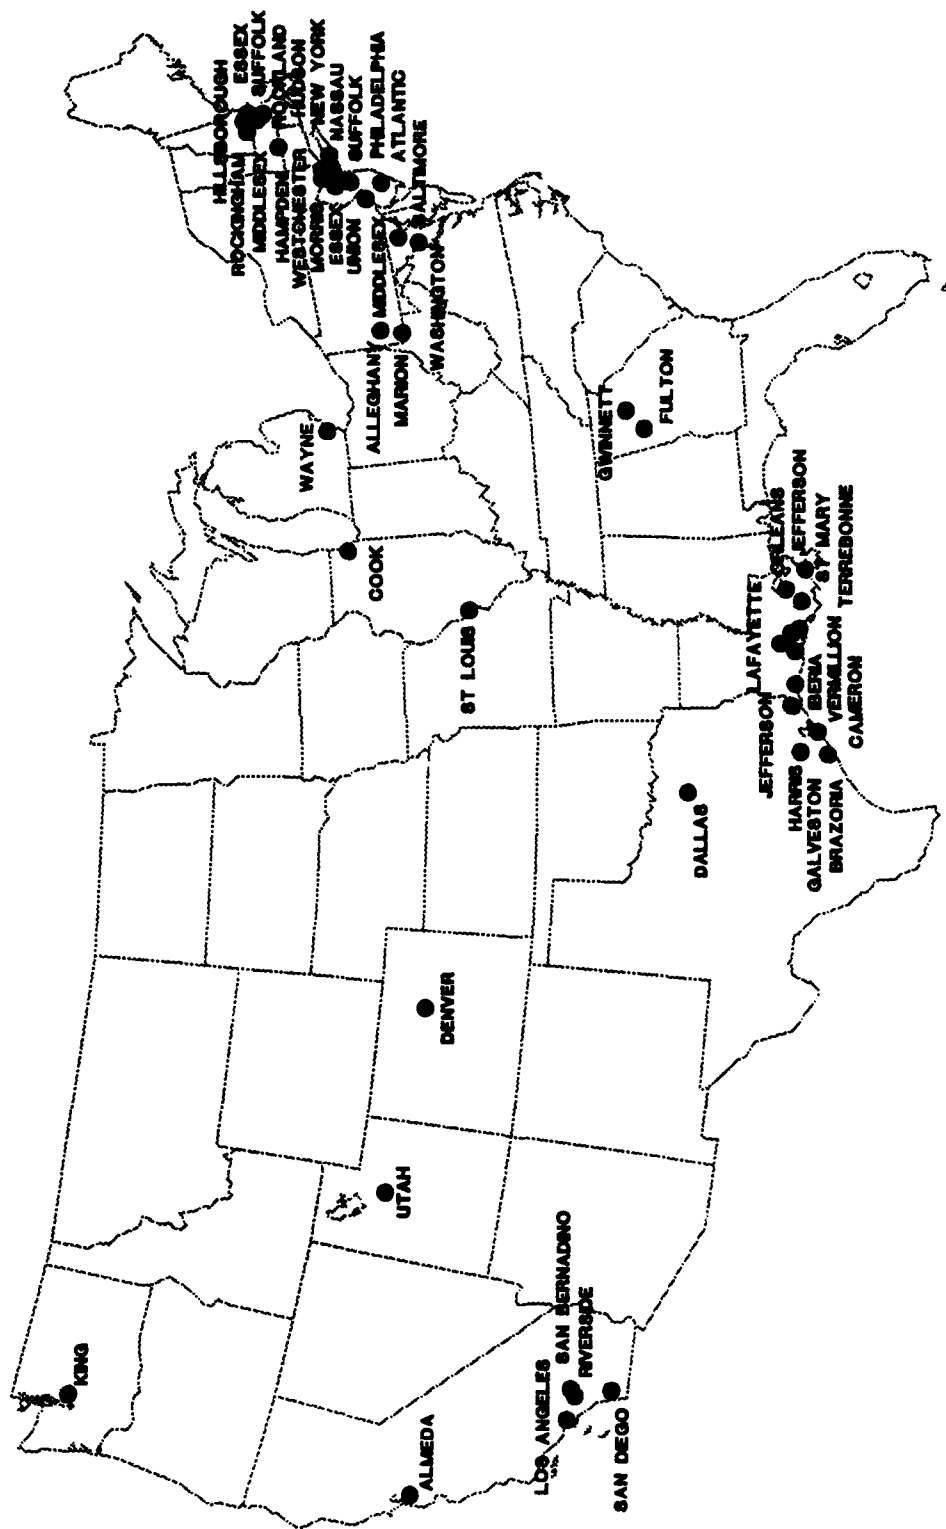 KING
ALMEDA
LOS ANGELES
SAN BERNADINO
RIVERSIDE
SAN DIEGO
UTAH
DENVER
DALLAS
ST LOUIS
COOK
WAYNE
JEFFERSON
HARRIS
GALVESTON
BRAZORIA
LAFAYETTE
IBERIA
VERMILLION
CAMERON
ORLEANS
JEFFERSON
ST MARY
TERREBONNE
GWINNETT
FULTON
ALLEGHANY
MARION
WASHINGTON
BALTIMORE
HILLSBOROUGH
ROCKINGHAM
MIDDLESEX
HAMPDEN
WESTCHESTER
MORRIS
ESSEX
UNION
MIDDLESEX
ESSEX
SUFFOLK
ROCKLAND
HUDSON
NEW YORK
NASSAU
SUFFOLK
PHILADELPHIA
ATLANTIC